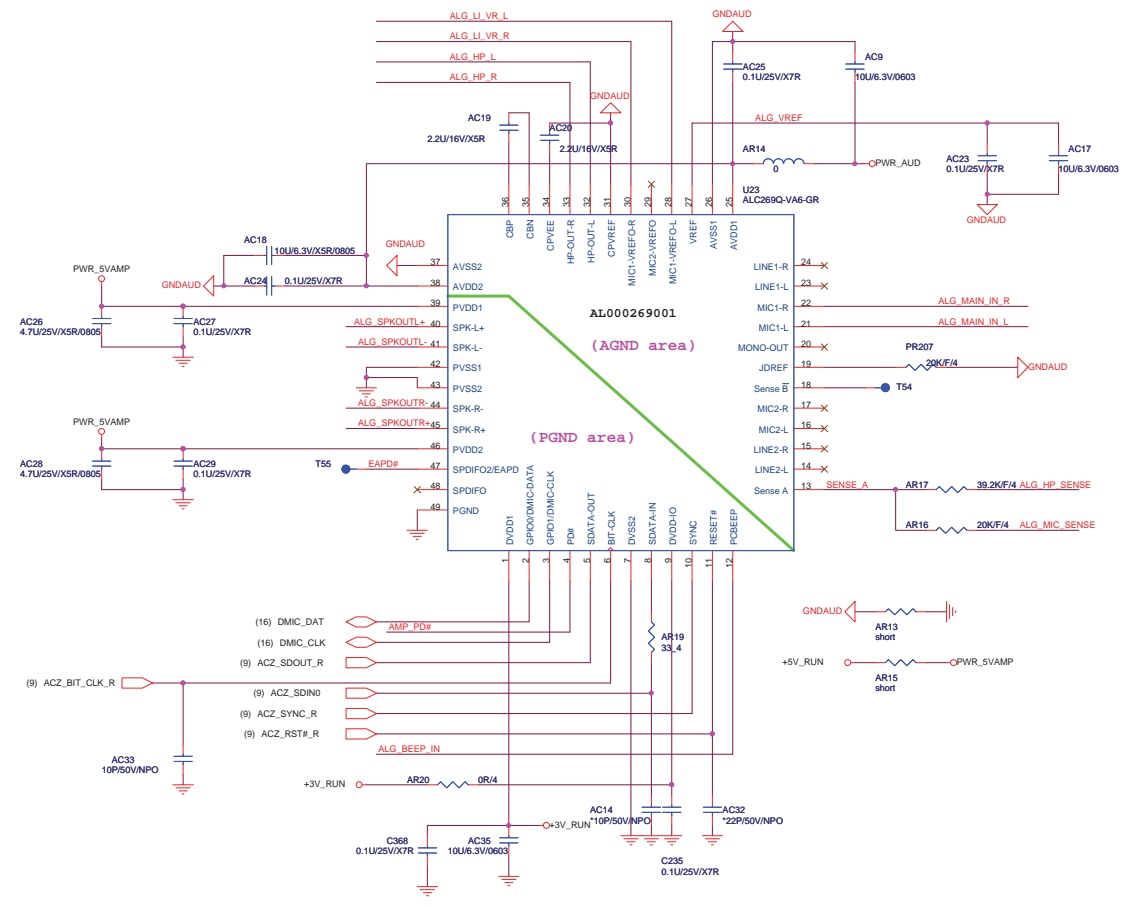 ALG_LI_VR_L
GNDAUD
ALG_LI_VR_R
ALG_HP_L
AC25
0.1U/25V/X7R
AC9
10U/6.3V/0603
ALG_HP_R
GNDAUD
AC19
AC20
2.2U/16V/X5R
2.2U/16V/X5R
ALG_VREF
AR14
0
PWR_AUD
AC23
0.1U/25V/X7R
AC17
10U/6.3V/0603
U23
ALC269Q-VA6-GR
GNDAUD
36
35
34
33
32
31
30
29
28
27
26
25
CBP
CBN
CPVEE
HP-OUT-R
HP-OUT-L
CPVREF
MIC1-VREFO-R
MIC2-VREFO
MIC1-VREFO-L
VREF
AVSS1
AVDD1
AC18
10U/6.3V/X5R/0805
GNDAUD
PWR_5VAMP
GNDAUD
AC24
0.1U/25V/X7R
37 AVSS2
38 AVDD2
39 PVDD1
40 SPK-L+
41 SPK-L-
42 PVSS1
43 PVSS2
44 SPK-R-
45 SPK-R+
46 PVDD2
47 SPDIFO2/EAPD
48 SPDIFO
49 PGND
LINE1-R 24
LINE1-L 23
MIC1-R 22
MIC1-L 21
MONO-OUT 20
JDREF 19
Sense B 18
MIC2-R 17
MIC2-L 16
LINE2-R 15
LINE2-L 14
Sense A 13
AL000269001
(AGND area)
(PGND area)
AC26
4.7U/25V/X5R/0805
AC27
0.1U/25V/X7R
ALG_SPKOUTL+
ALG_SPKOUTL-
ALG_SPKOUTR-
ALG_SPKOUTR+
PWR_5VAMP
AC28
4.7U/25V/X5R/0805
AC29
0.1U/25V/X7R
T55
EAPD#
ALG_MAIN_IN_R
ALG_MAIN_IN_L
PR207
20K/F/4
GNDAUD
T54
SENSE_A
AR17
39.2K/F/4
ALG_HP_SENSE
AR16
20K/F/4
ALG_MIC_SENSE
DVDD1
GPIO0/DMIC-DATA
GPIO1/DMIC-CLK
PD#
SDATA-OUT
BIT-CLK
DVSS2
SDATA-IN
DVDD-IO
SYNC
RESET#
PCBEEP
1
2
3
4
5
6
7
8
9
10
11
12
(16) DMIC_DAT
AMP_PD#
(16) DMIC_CLK
(9) ACZ_SDOUT_R
(9) ACZ_BIT_CLK_R
(9) ACZ_SDIN0
(9) ACZ_SYNC_R
(9) ACZ_RST#_R
ALG_BEEP_IN
AR19
33_4
GNDAUD
AR13
short
+5V_RUN
PWR_5VAMP
AR15
short
AC33
10P/50V/NPO
+3V_RUN
AR20
0R/4
AC14
*10P/50V/NPO
AC32
*22P/50V/NPO
+3V_RUN
C368
0.1U/25V/X7R
AC35
10U/6.3V/0603
C235
0.1U/25V/X7R